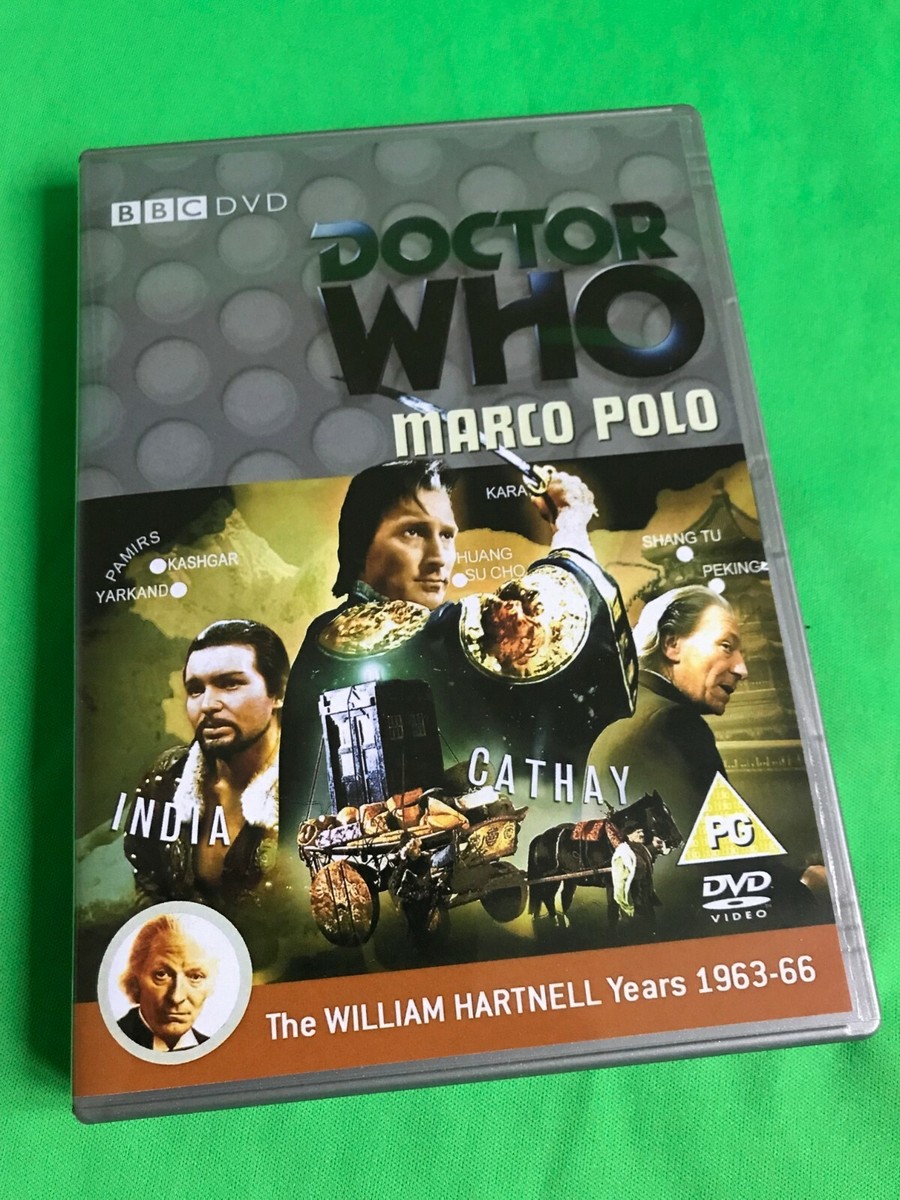 BBC DVD
DOCTOR
WHO
MARCO POLO
KARA
PAMIRS
KASHGAR
YARKAND
HUANG
SU CHO
SHANG TU
PEKING
INDIA
CATHAY
PG
DVD
VIDEO
The WILLIAM HARTNELL Years 1963-66